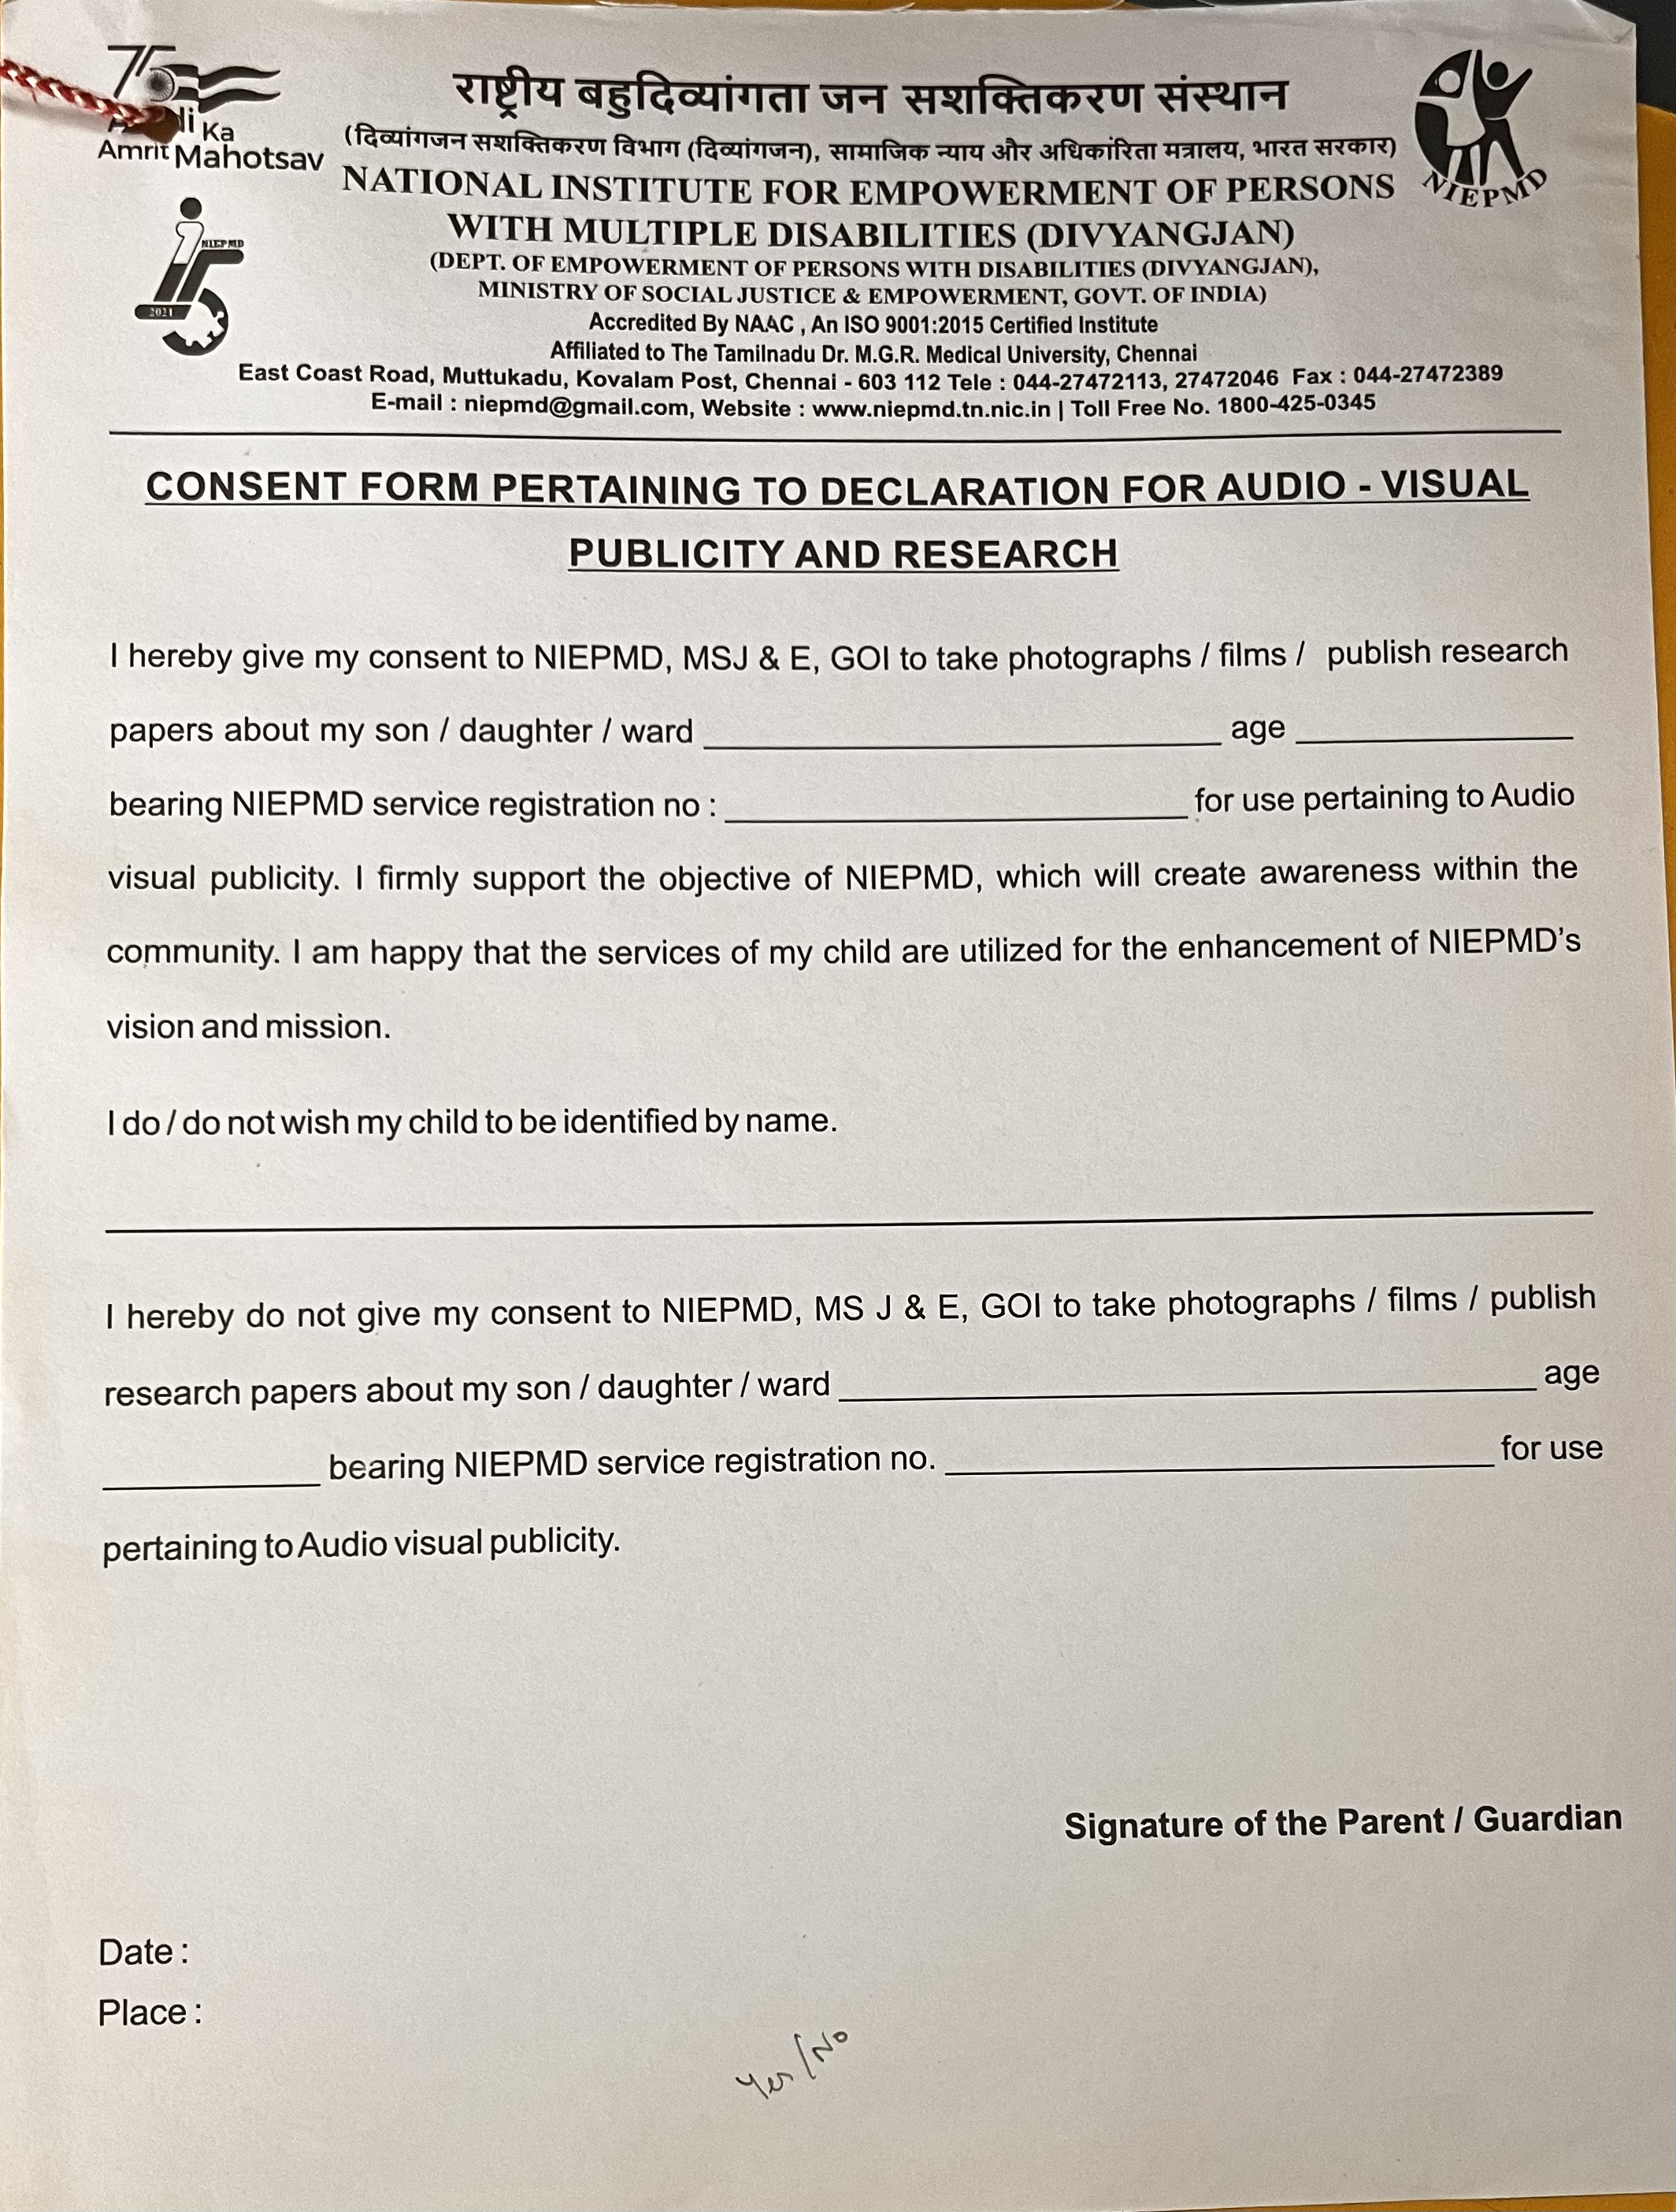 75
Ka
Amrit Mahotsav
NIEPMD
2021
राष्ट्रीय बहुदिव्यांगता जन सशक्तिकरण संस्थान
(दिव्यांगजन सशक्तिकरण विभाग (दिव्यांगजन), सामाजिक न्याय और अधिकारिता मत्रालय, भारत सरकार)
NATIONAL INSTITUTE FOR EMPOWERMENT OF PERSONS
WITH MULTIPLE DISABILITIES (DIVYANGJAN)
(DEPT. OF EMPOWERMENT OF PERSONS WITH DISABILITIES (DIVYANGJAN),
MINISTRY OF SOCIAL JUSTICE & EMPOWERMENT, GOVT. OF INDIA)
Accredited By NAAC , An ISO 9001:2015 Certified Institute
Affiliated to The Tamilnadu Dr. M.G.R. Medical University, Chennai
East Coast Road, Muttukadu, Kovalam Post, Chennai - 603 112 Tele : 044-27472113, 27472046 Fax : 044-27472389
E-mail : niepmd@gmail.com, Website : www.niepmd.tn.nic.in | Toll Free No. 1800-425-0345
NIEPMD
CONSENT FORM PERTAINING TO DECLARATION FOR AUDIO - VISUAL
PUBLICITY AND RESEARCH
I hereby give my consent to NIEPMD, MSJ & E, GOI to take photographs / films / publish research
papers about my son / daughter / ward ____________ age ____________
bearing NIEPMD service registration no : ____________ for use pertaining to Audio
visual publicity. I firmly support the objective of NIEPMD, which will create awareness within the
community. I am happy that the services of my child are utilized for the enhancement of NIEPMD's
vision and mission.
I do / do not wish my child to be identified by name.
I hereby do not give my consent to NIEPMD, MS J & E, GOI to take photographs / films / publish
research papers about my son / daughter / ward ____________ age
____________ bearing NIEPMD service registration no. ____________ for use
pertaining to Audio visual publicity.
Signature of the Parent / Guardian
Date :
Place :
Yes/No